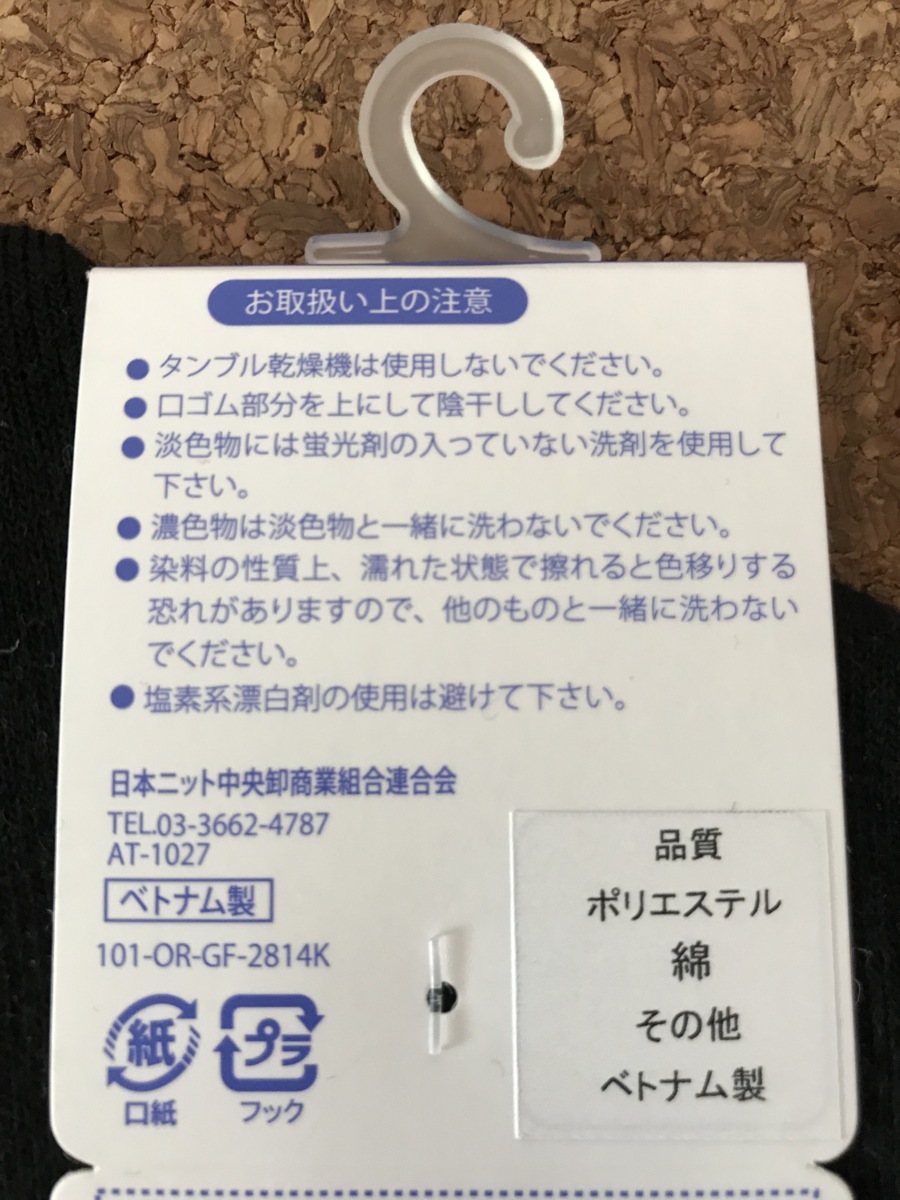 お取扱い上の注意
● タンブル乾燥機は使用しないでください。
● 口ゴム部分を上にして陰干ししてください。
● 淡色物には蛍光剤の入っていない洗剤を使用して
下さい。
● 濃色物は淡色物と一緒に洗わないでください。
● 染料の性質上、濡れた状態で擦れると色移りする
恐れがありますので、他のものと一緒に洗わない
でください。
● 塩素系漂白剤の使用は避けて下さい。
日本ニット中央卸商業組合連合会
TEL.03-3662-4787
AT-1027
ベトナム製
101-OR-GF-2814K
紙
プラ
口紙
フック
品質
ポリエステル
綿
その他
ベトナム製